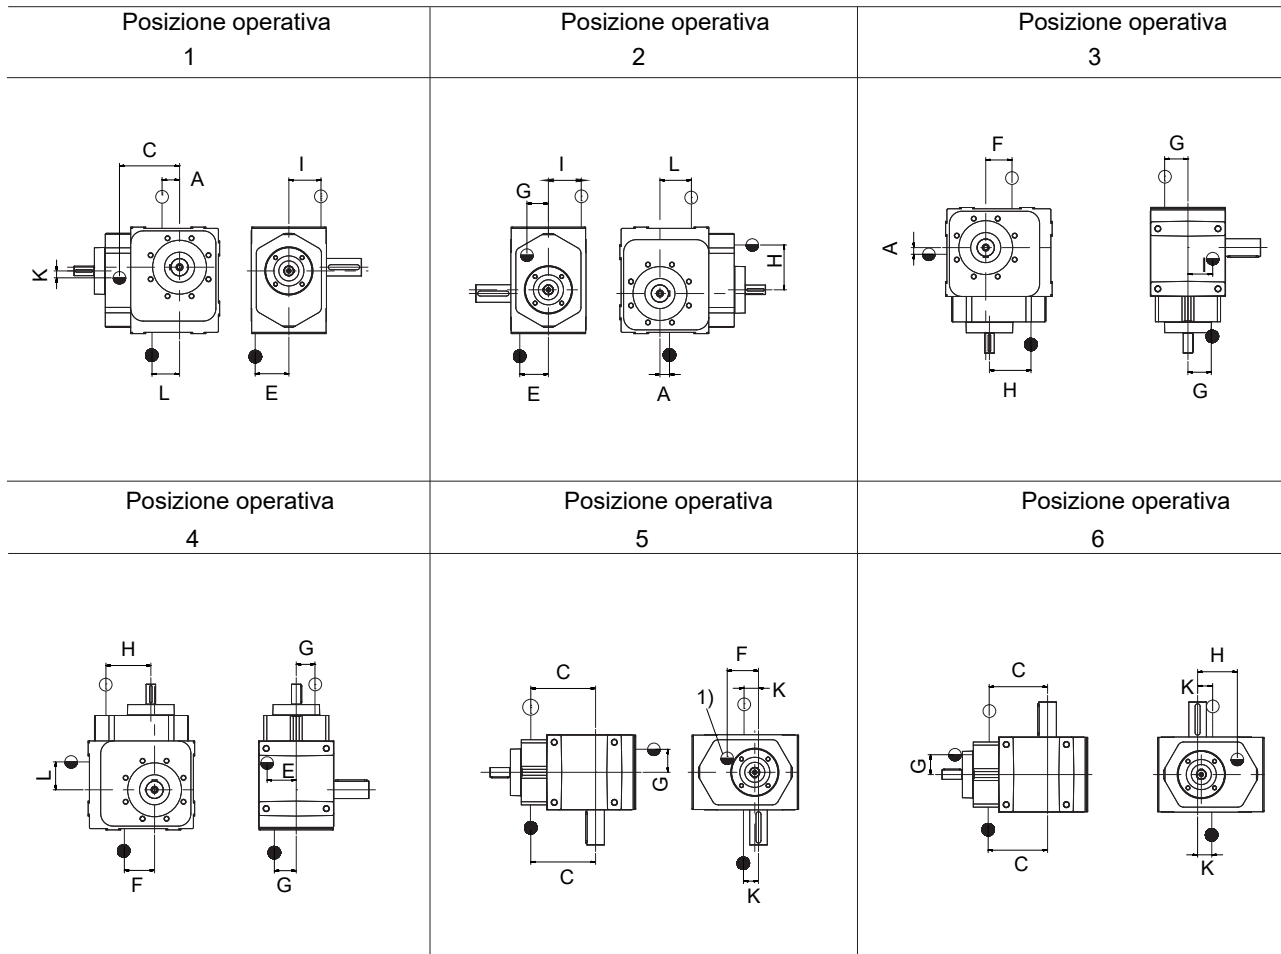 Posizione operativa
1
Posizione operativa
2
Posizione operativa
3
C
A
I
K
L
E
I
L
G
H
E
A
F
G
A
I
H
G
Posizione operativa
4
Posizione operativa
5
Posizione operativa
6
H
G
L
E
F
G
C
F
K
1)
G
C
K
C
H
K
G
C
K